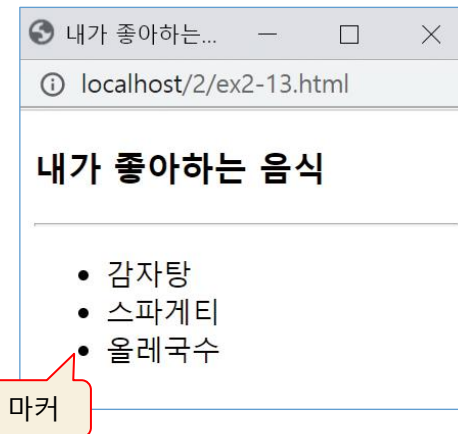 내가 좋아하는...
localhost/2/ex2-13.html
내가 좋아하는 음식
• 감자탕
• 스파게티
• 올레국수
마커